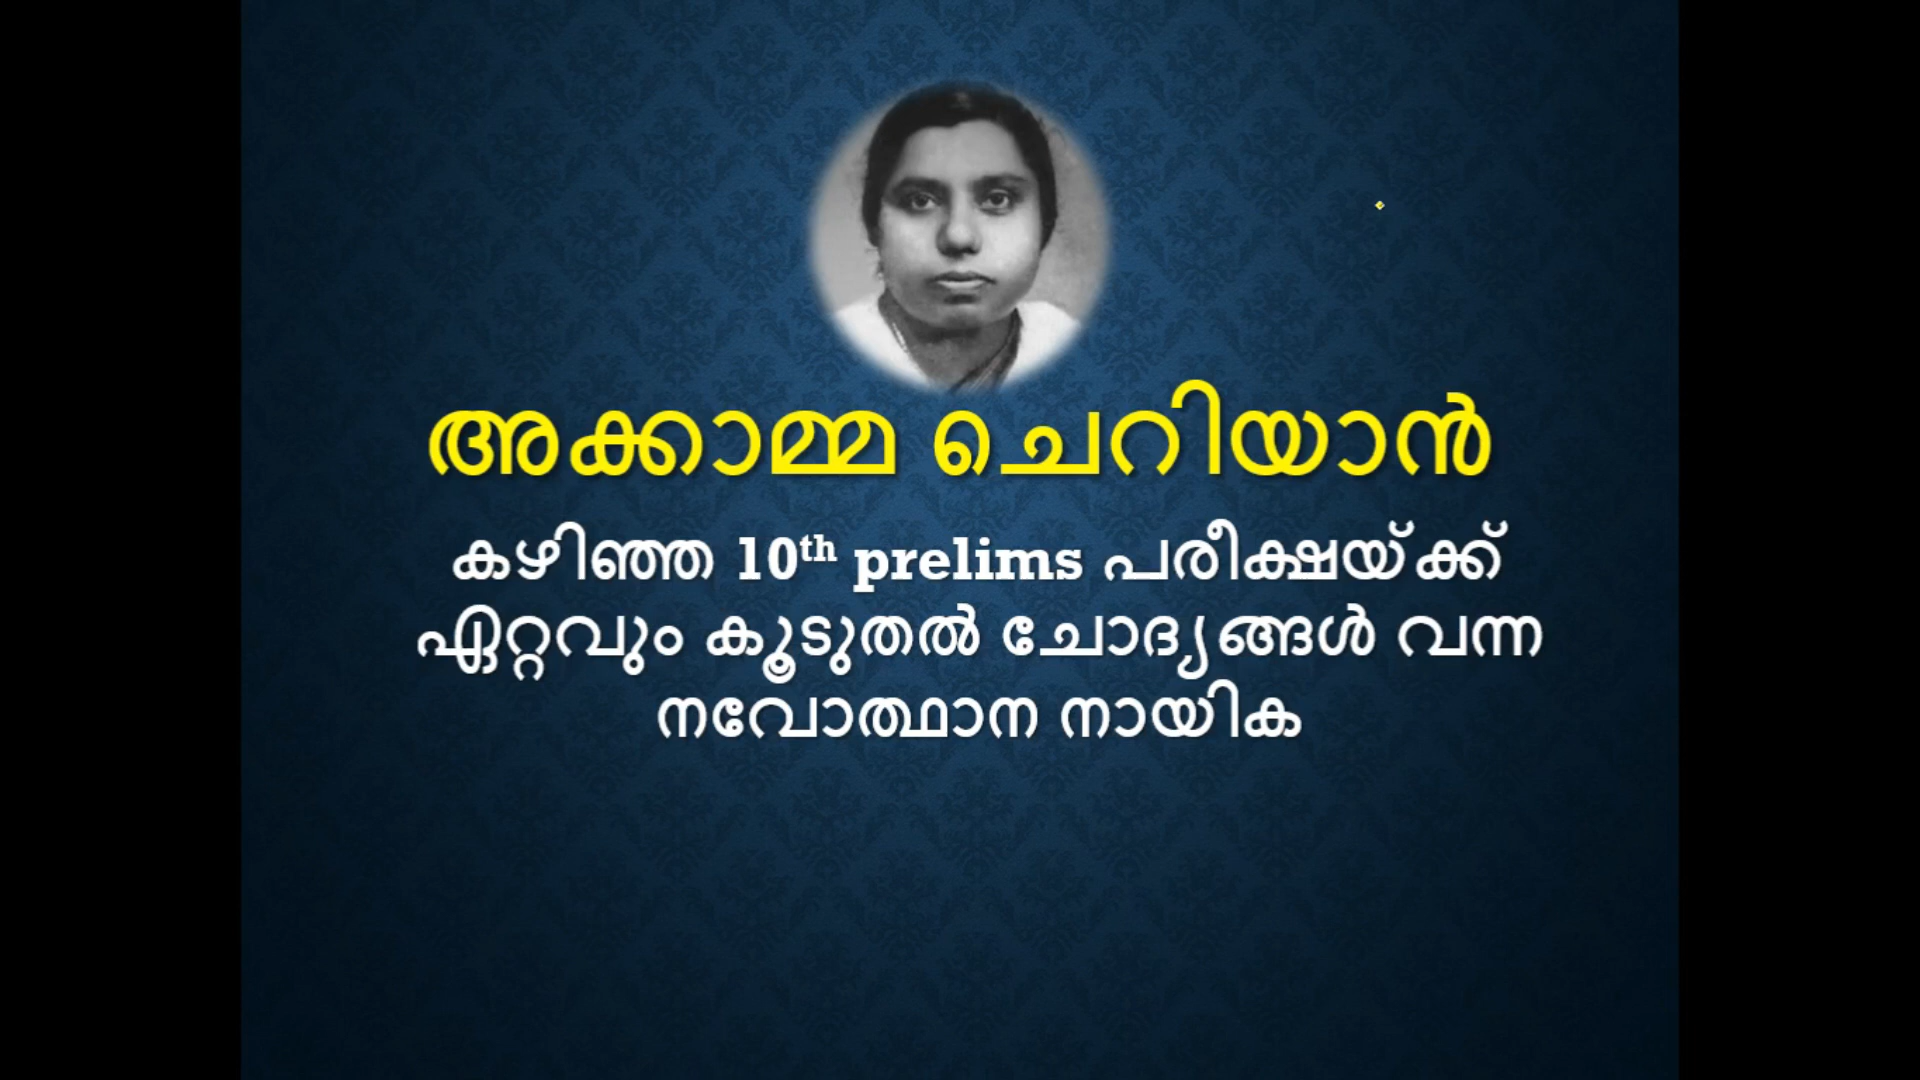 അക്കാമ്മ ചെറിയാൻ
കഴിഞ്ഞ 10th prelims പരീക്ഷയ്ക്ക്
ഏറ്റവും കൂടുതൽ ചോദ്യങ്ങൾ വന്ന
നവോത്ഥാന നായിക